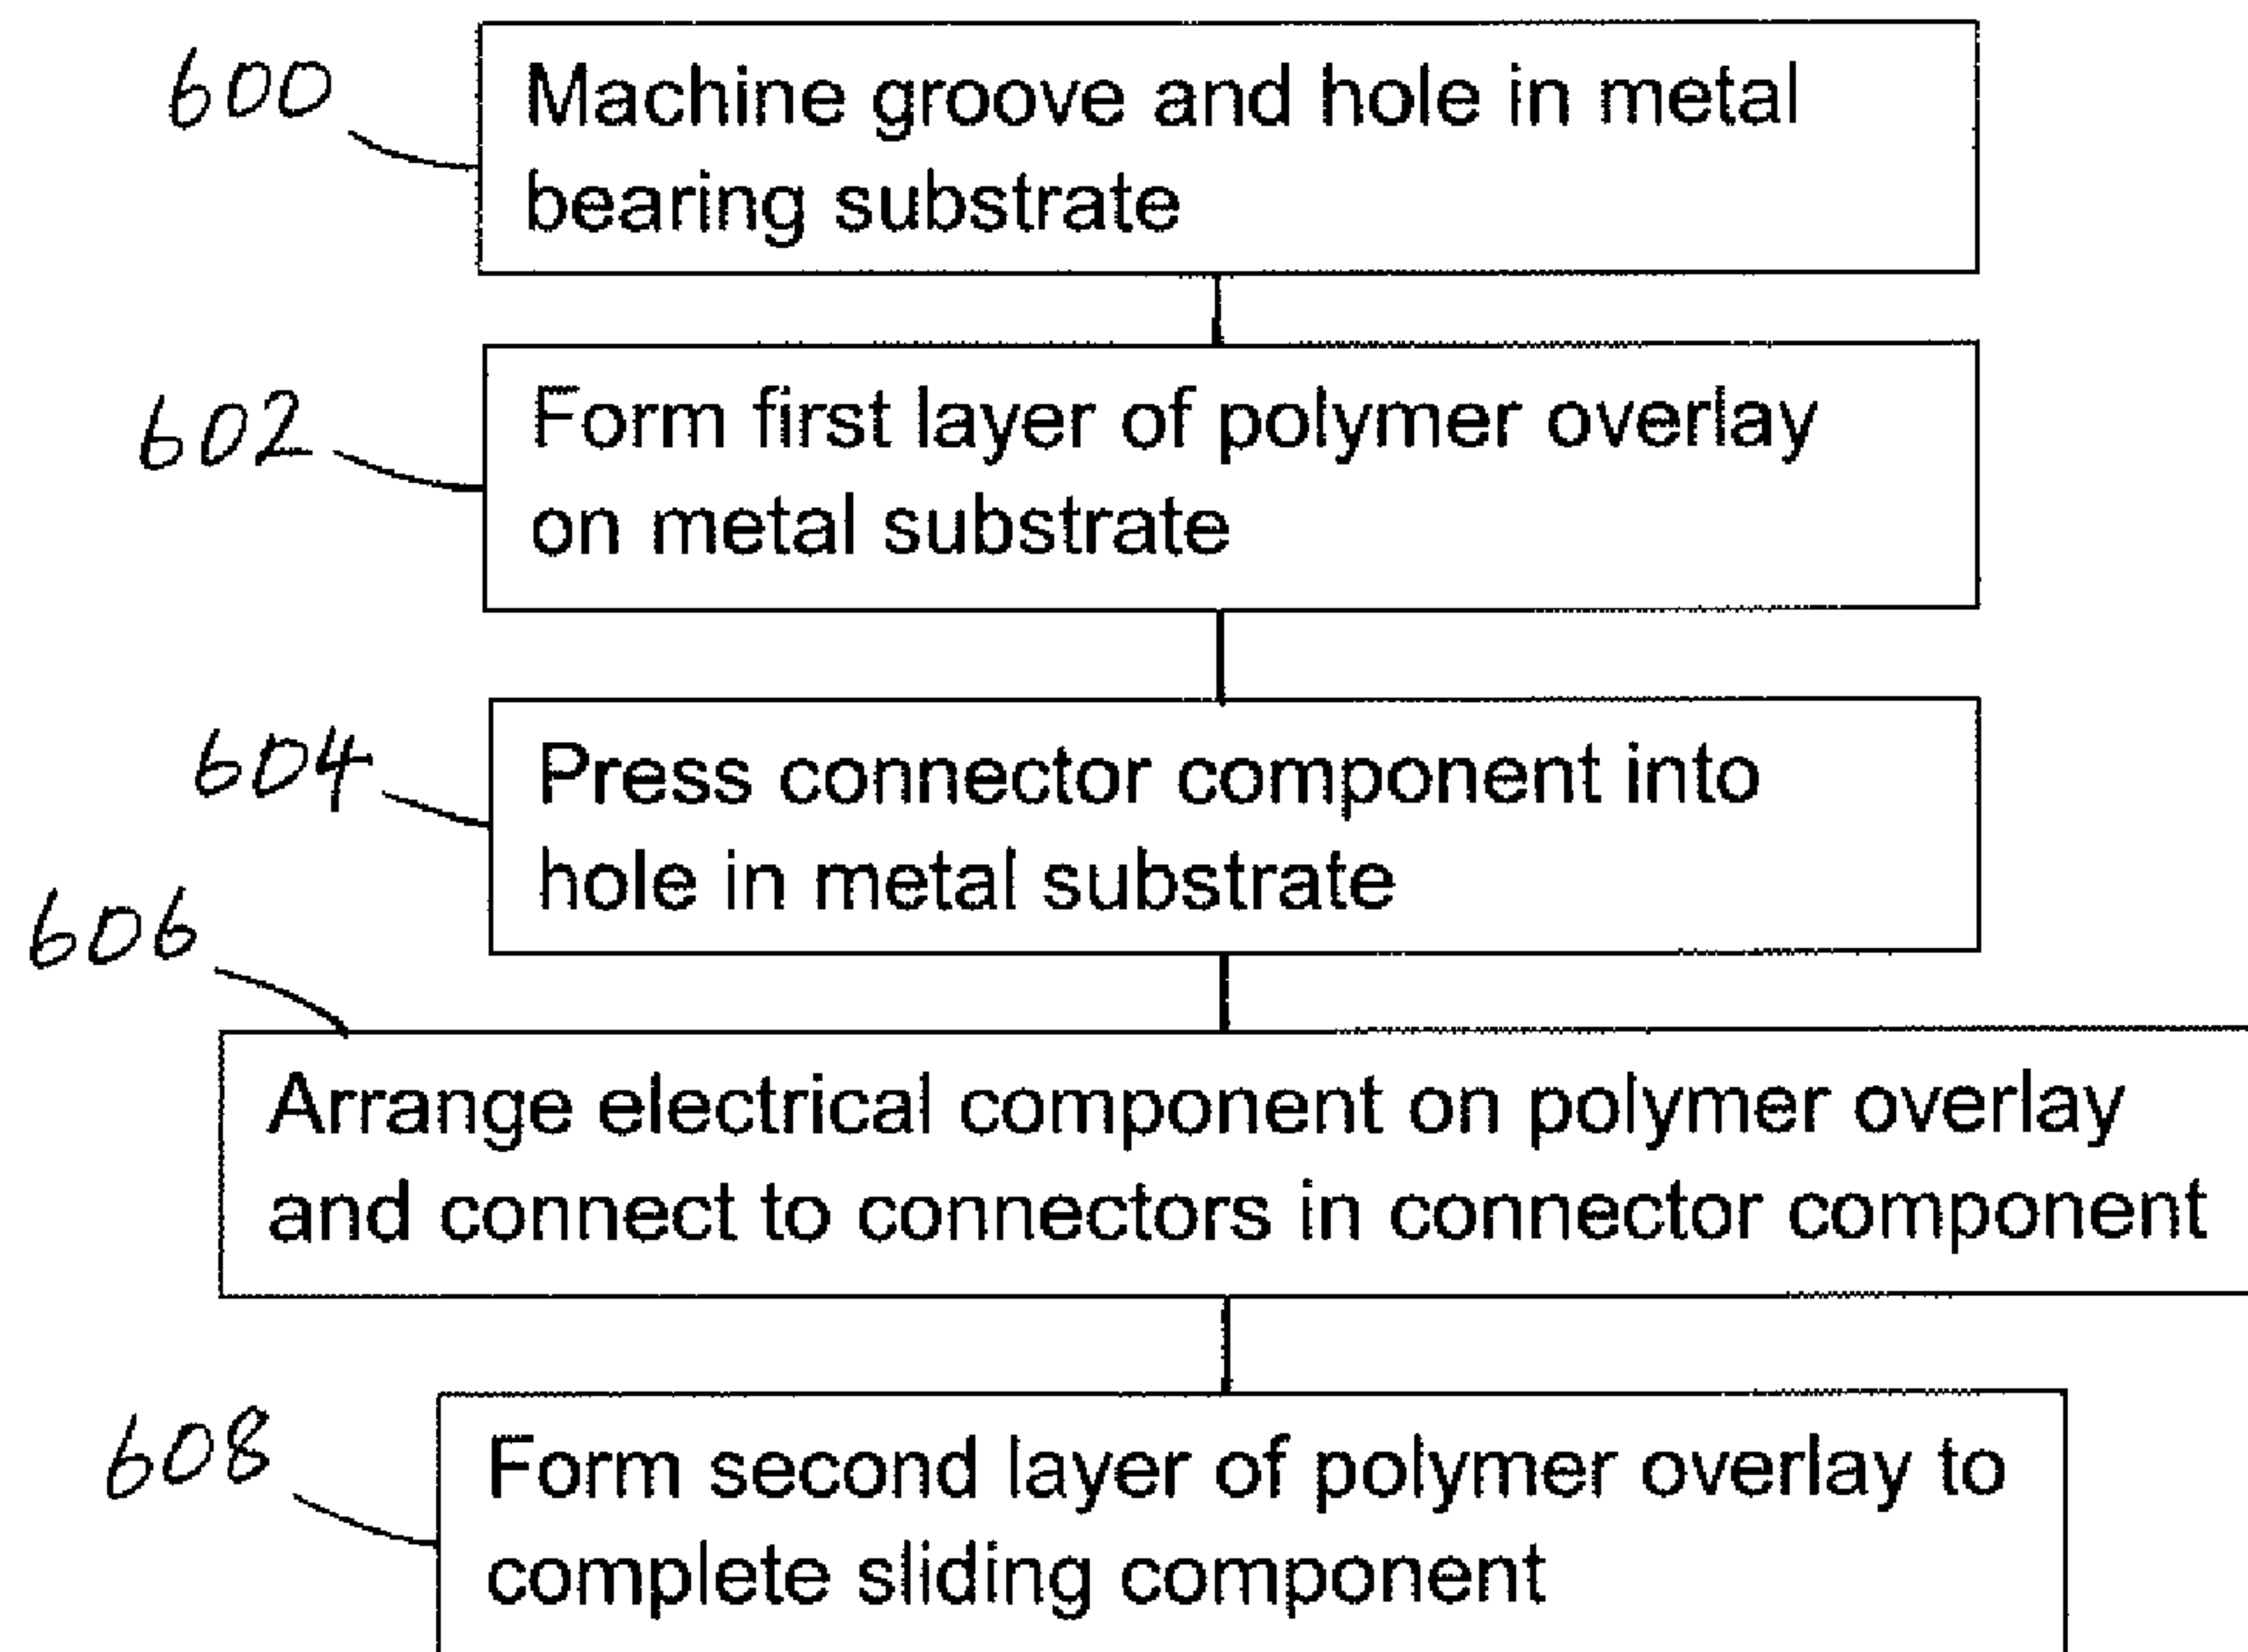 600
Machine groove and hole in metal
bearing substrate
602
Form first layer of polymer overlay
on metal substrate
604
Press connector component into
hole in metal substrate
606
Arrange electrical component on polymer overlay
and connect to connectors in connector component
608
Form second layer of polymer overlay to
complete sliding component